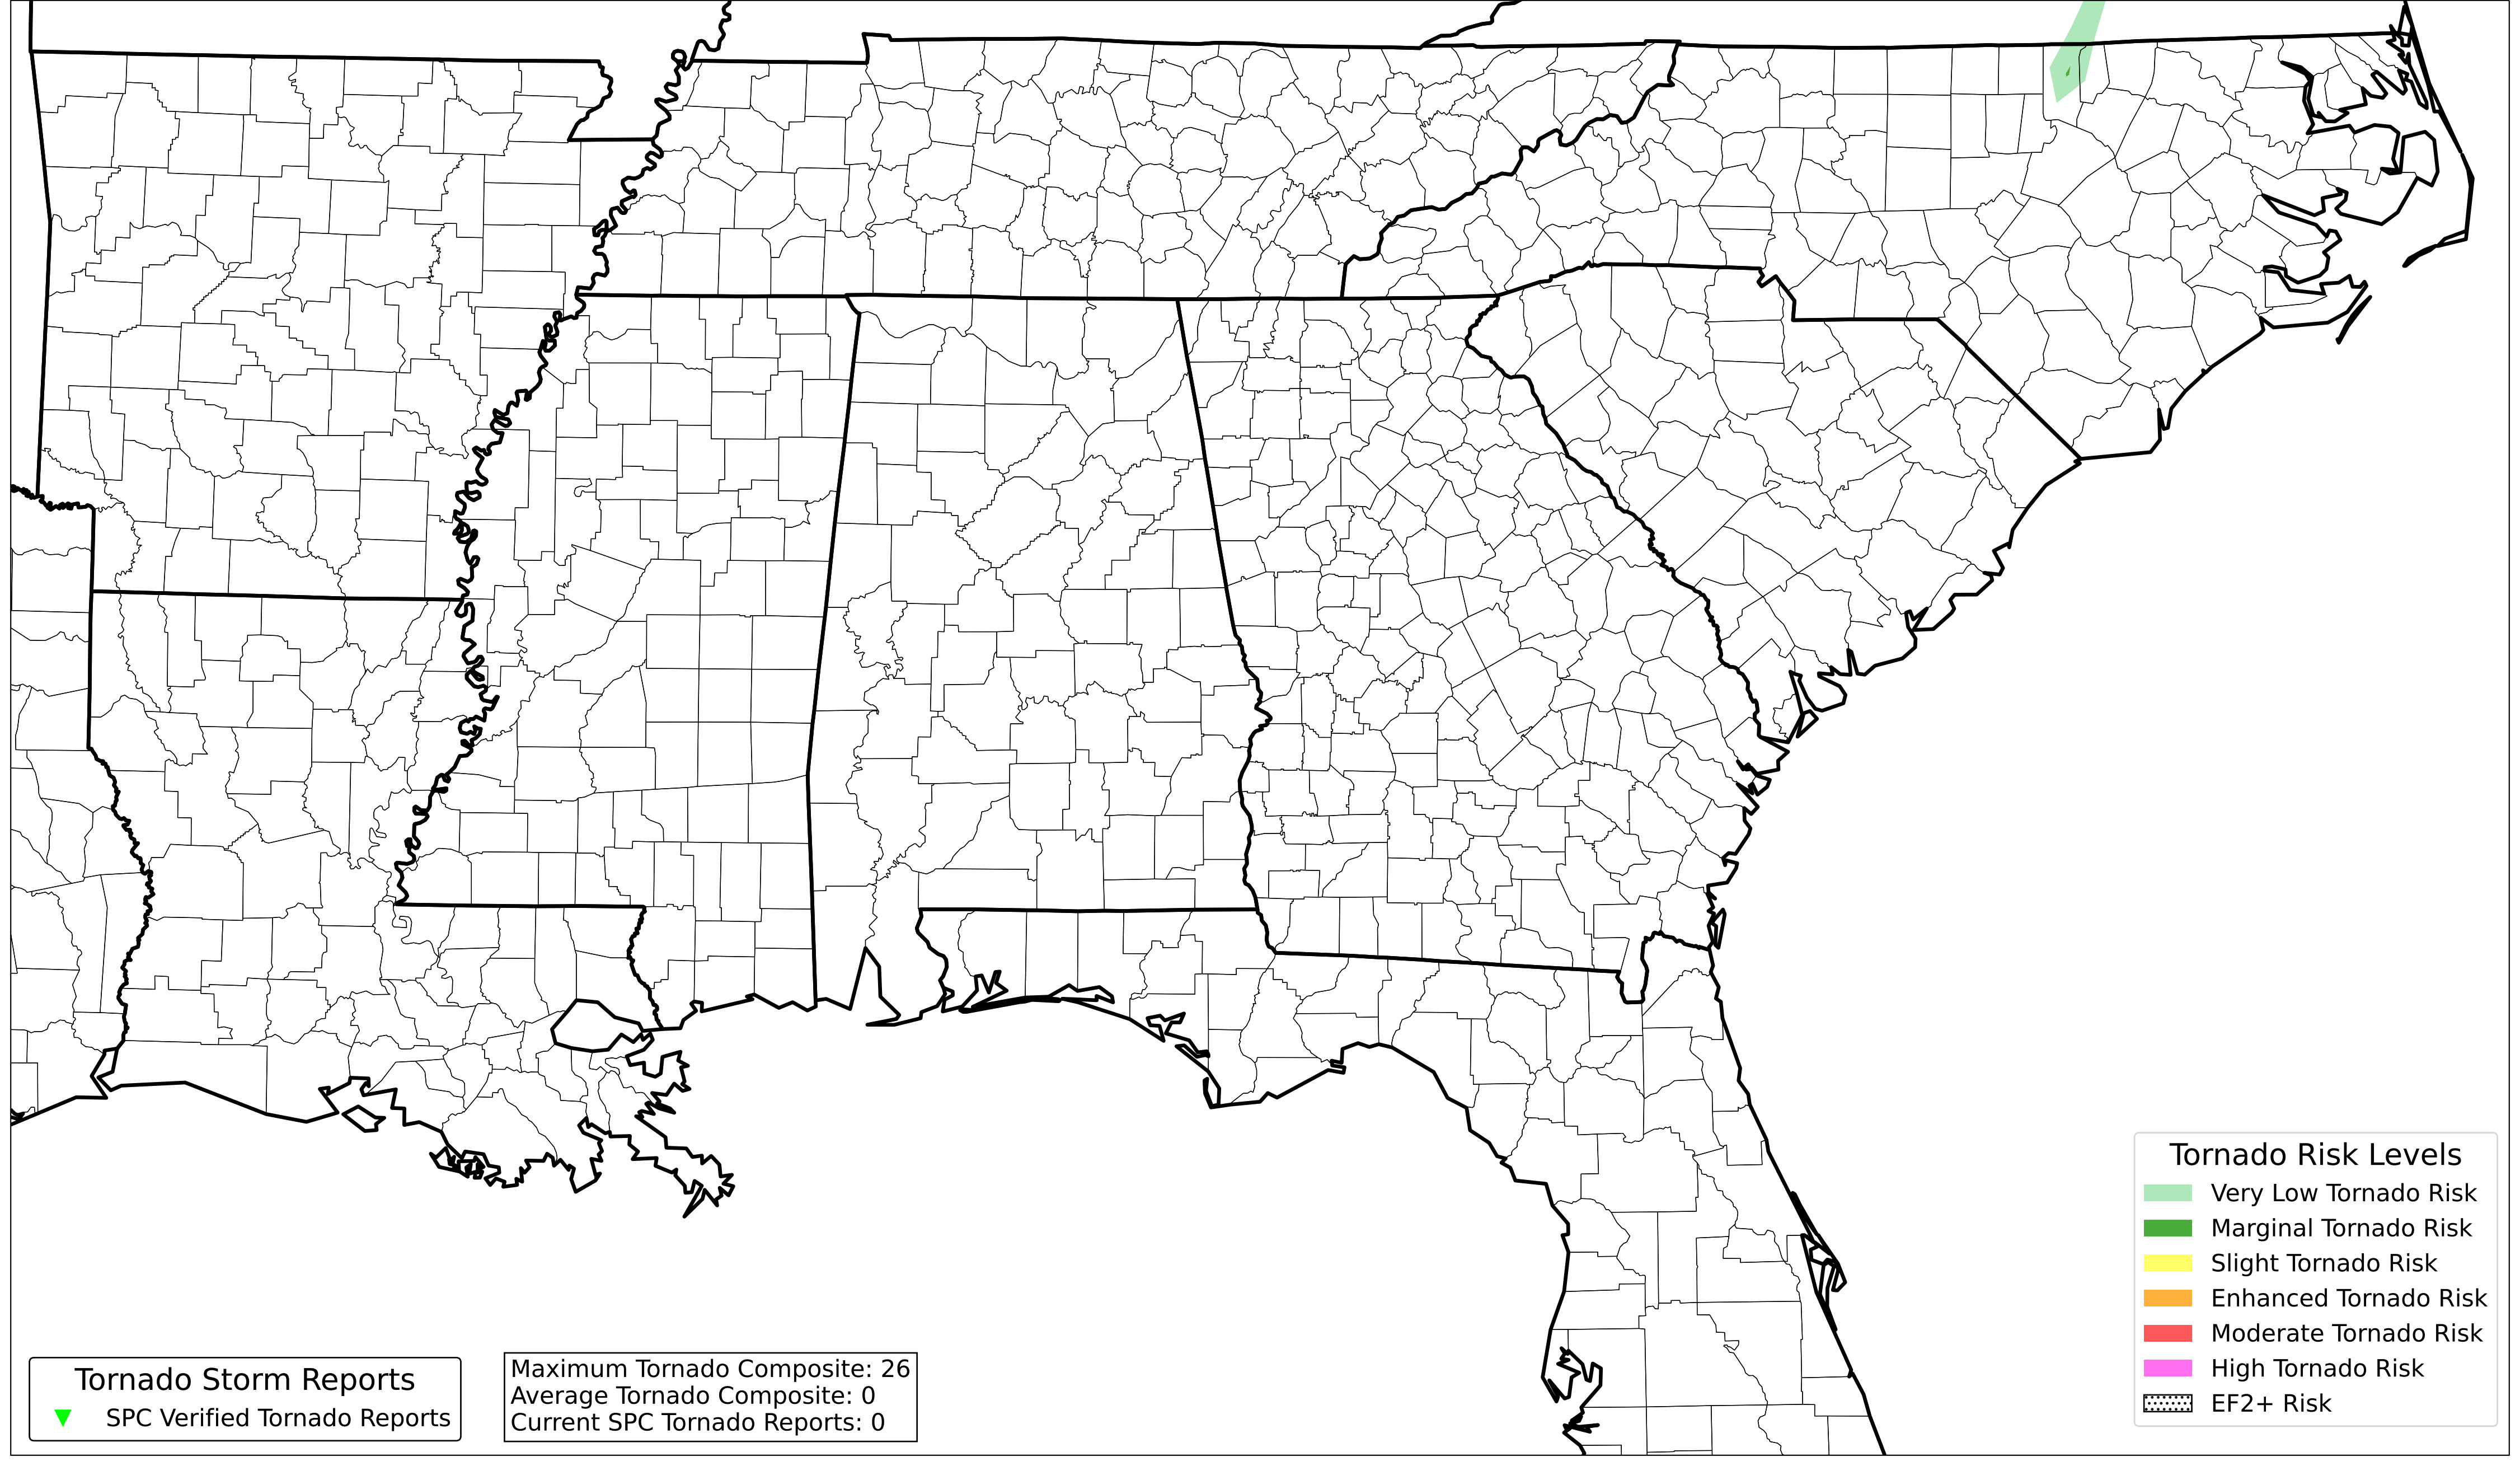 Tornado Risk Levels
Very Low Tornado Risk
Marginal Tornado Risk
Slight Tornado Risk
Enhanced Tornado Risk
Moderate Tornado Risk
High Tornado Risk
EF2+ Risk
Tornado Storm Reports
SPC Verified Tornado Reports
Maximum Tornado Composite: 26
Average Tornado Composite: 0
Current SPC Tornado Reports: 0